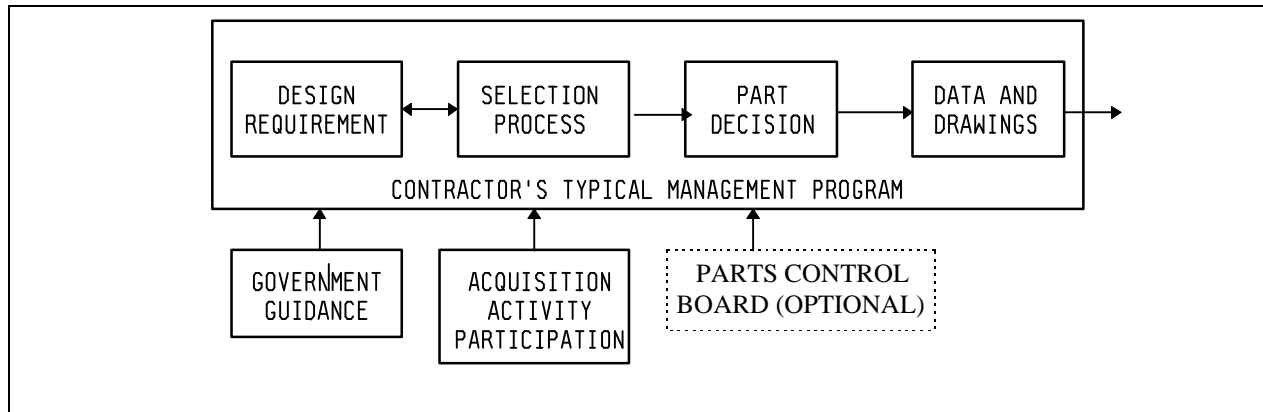 DESIGN
REQUIREMENT
SELECTION
PROCESS
PART
DECISION
DATA AND
DRAWINGS
CONTRACTOR'S TYPICAL MANAGEMENT PROGRAM
GOVERNMENT
GUIDANCE
ACQUISITION
ACTIVITY
PARTICIPATION
PARTS CONTROL
BOARD (OPTIONAL)